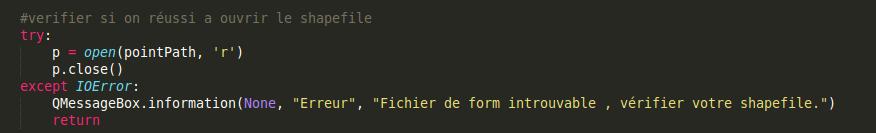 #verifier si on réussi a ouvrir le shapefile
try:
    p = open(pointPath, 'r')
    p.close()
except IOError:
    QMessageBox.information(None, "Erreur", "Fichier de form introuvable , vérifier votre shapefile.")
    return